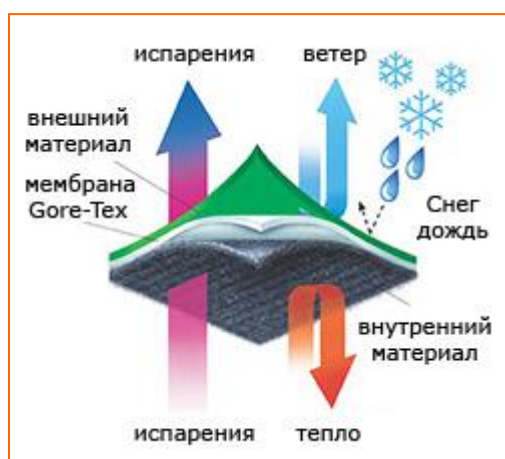 испарения
ветер
внешний
материал
мембрана
Gore-Tex
Снег
дождь
внутренний
материал
испарения
тепло